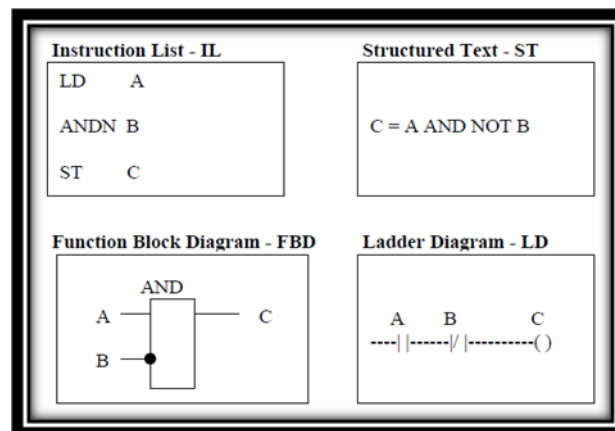 Instruction List - IL
LD A
ANDN B
ST C
Structured Text - ST
C = A AND NOT B
Function Block Diagram - FBD
AND
A C
B
Ladder Diagram - LD
A B C
----| |------|/ |----------( )